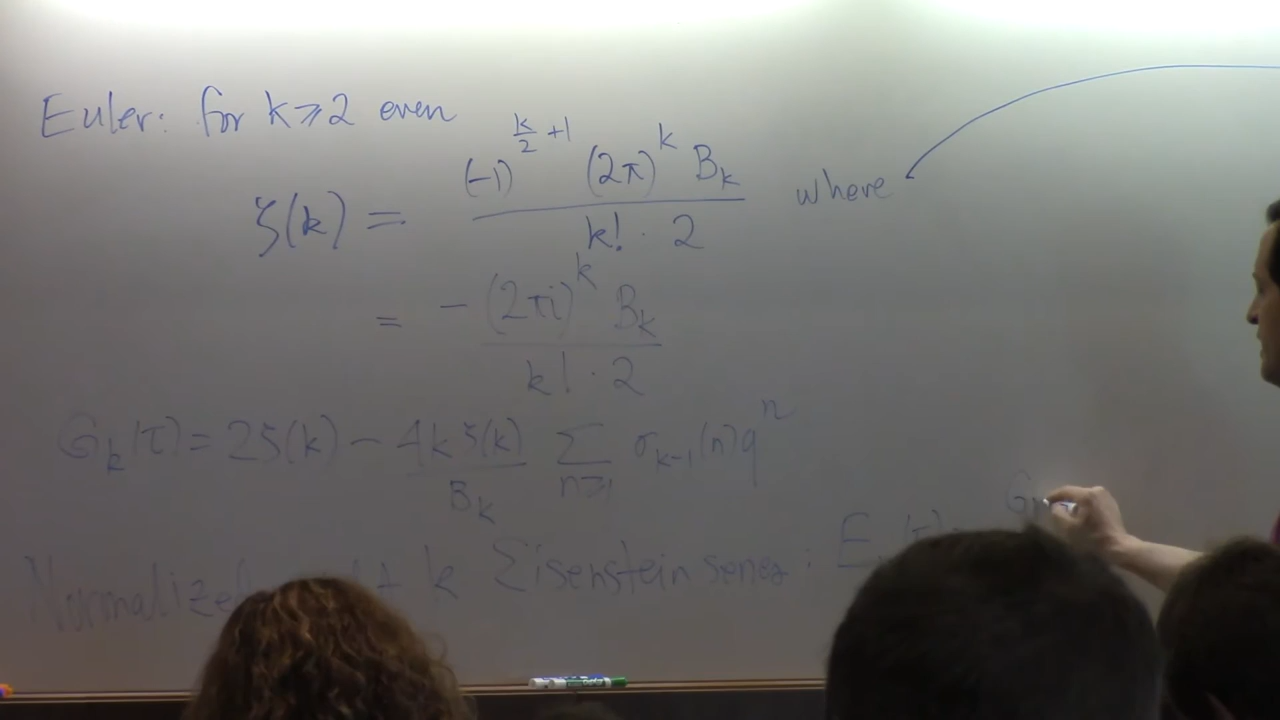 Euler: for k ≥ 2 even
ζ(k) = (-1)^{k/2 + 1} (2π)^k B_k / k! · 2 where
= -(2πi)^k B_k / k! · 2
G_k(τ) = 2ζ(k) - 4kζ(k) / B_k ∑_{n≥1} σ_{k-1}(n) q^n
k Eisenstein series: